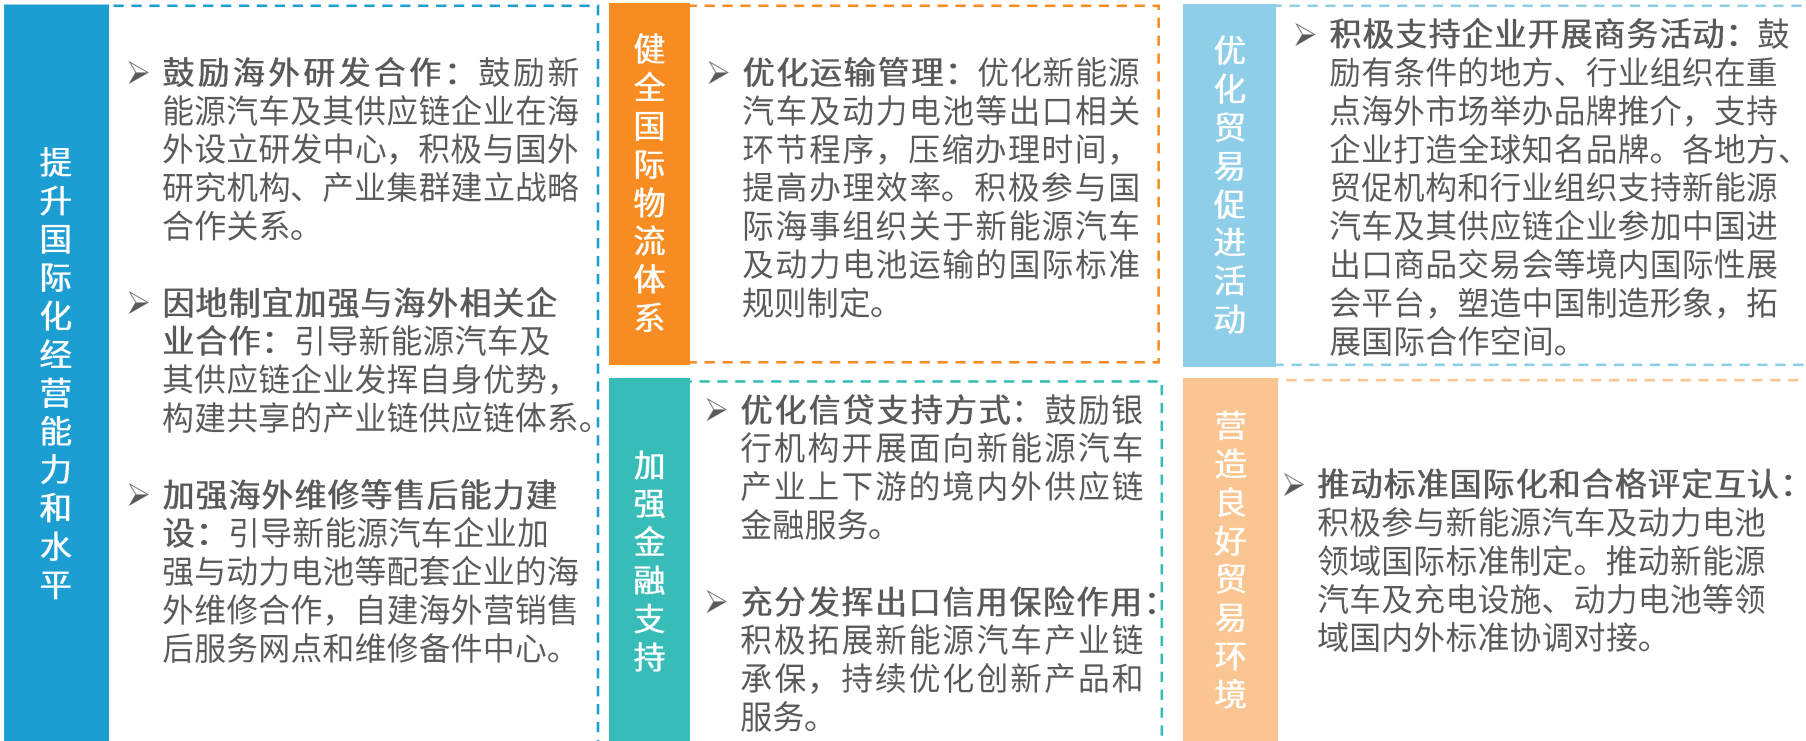 提升国际化经营能力和水平
鼓励海外研发合作：鼓励新
能源汽车及其供应链企业在海
外设立研发中心，积极与国外
研究机构、产业集群建立战略
合作关系。
因地制宜加强与海外相关企
业合作：引导新能源汽车及
其供应链企业发挥自身优势，
构建共享的产业链供应链体系。
加强海外维修等售后能力建
设：引导新能源汽车企业加
强与动力电池等配套企业的海
外维修合作，自建海外营销售
后服务网点和维修备件中心。
健全国际物流体系
优化运输管理：优化新能源
汽车及动力电池等出口相关
环节程序，压缩办理时间，
提高办理效率。积极参与国
际海事组织关于新能源汽车
及动力电池运输的国际标准
规则制定。
加强金融支持
优化信贷支持方式：鼓励银
行机构开展面向新能源汽车
产业上下游的境内外供应链
金融服务。
充分发挥出口信用保险作用：
积极拓展新能源汽车产业链
承保，持续优化创新产品和
服务。
优化贸易促进活动
积极支持企业开展商务活动：鼓
励有条件的地方、行业组织在重
点海外市场举办品牌推介，支持
企业打造全球知名品牌。各地方、
贸促机构和行业组织支持新能源
汽车及其供应链企业参加中国进
出口商品交易会等境内国际性展
会平台，塑造中国制造形象，拓
展国际合作空间。
营造良好贸易环境
推动标准国际化和合格评定互认：
积极参与新能源汽车及动力电池
领域国际标准制定。推动新能源
汽车及充电设施、动力电池等领
域国内外标准协调对接。